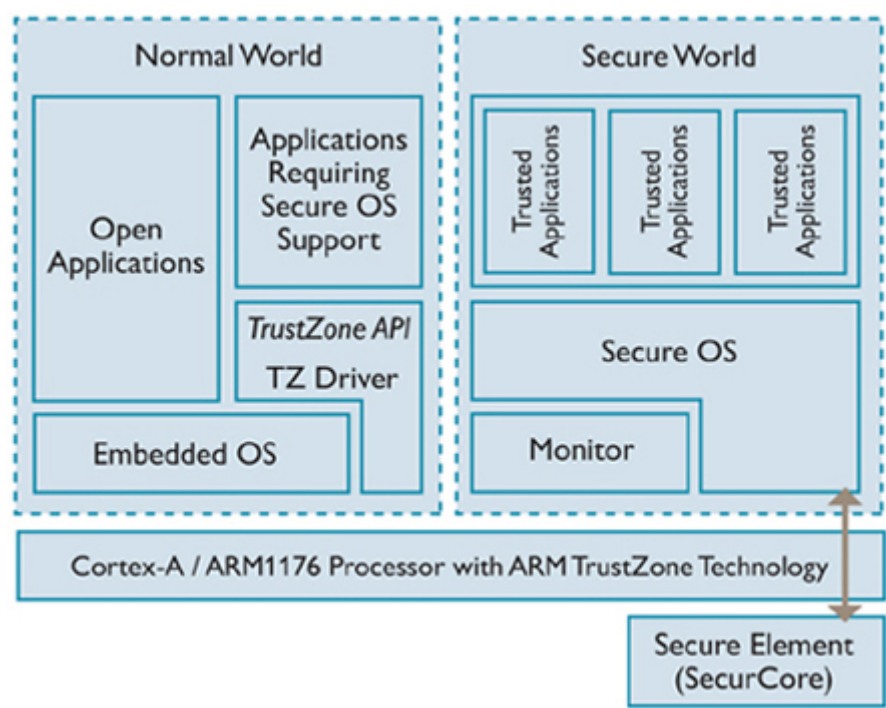 Normal World
Open
Applications
Applications
Requiring
Secure OS
Support
TrustZone API
TZ Driver
Embedded OS
Secure World
Trusted
Applications
Trusted
Applications
Trusted
Applications
Secure OS
Monitor
Cortex-A / ARM1176 Processor with ARM TrustZone Technology
Secure Element
(SecurCore)